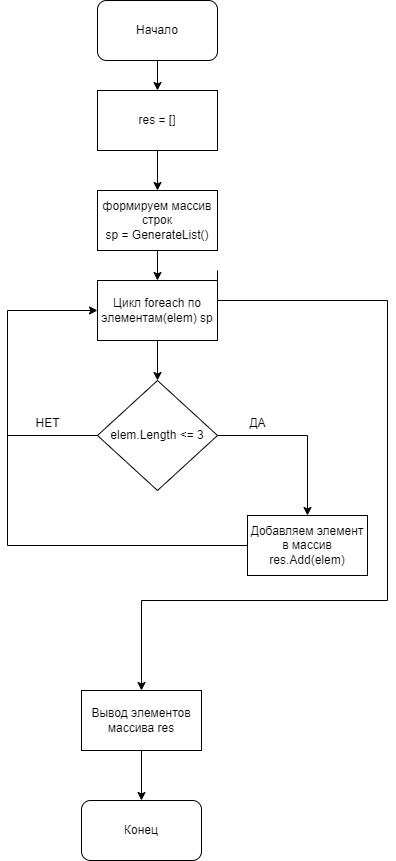 Начало
res = []
формируем массив
строк
sp = GenerateList()
Цикл foreach по
элементам(elem) sp
НЕТ
elem.Length <= 3
ДА
Добавляем элемент
в массив
res.Add(elem)
Вывод элементов
массива res
Конец